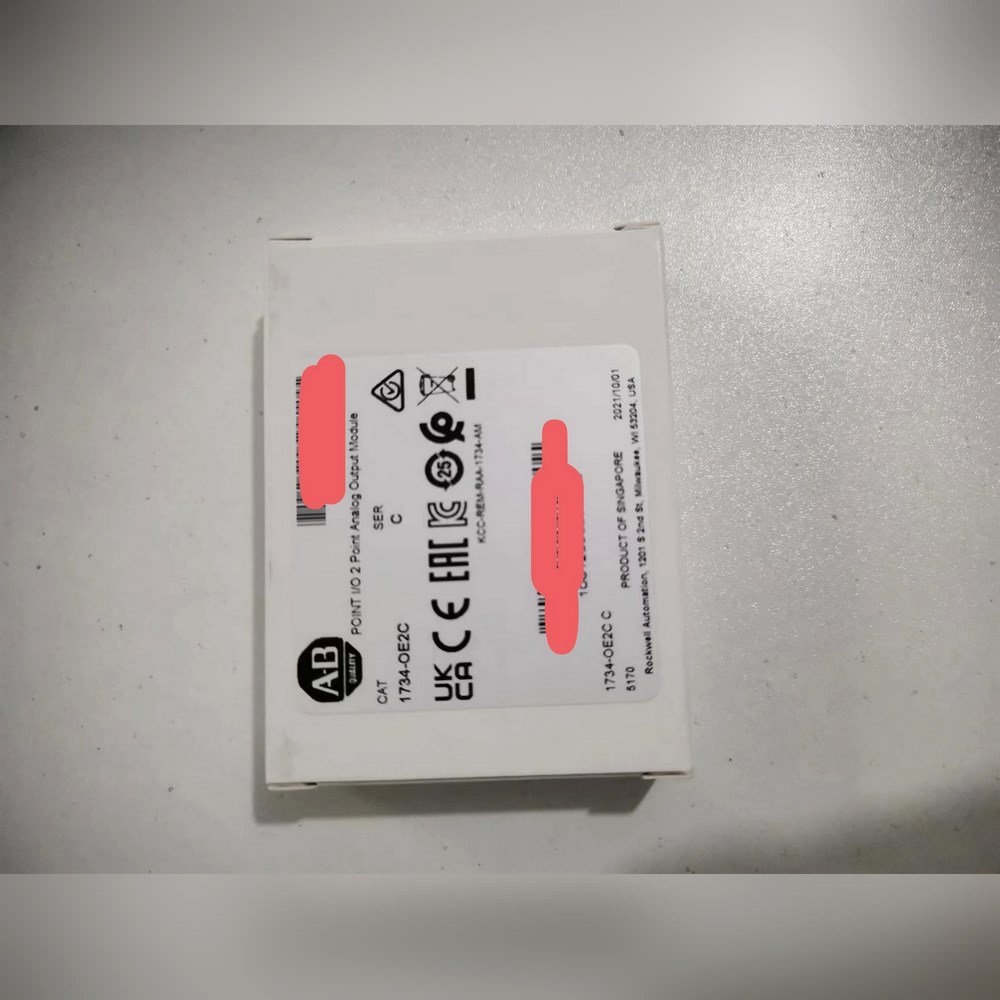 A-B
QUALITY
POINT I/O 2 Point Analog Output Module
CAT
SER
1734-OE2C
C
UK
CA
CE
EAC
25
KCC-REM-RAA-1734-AM
1734-OE2C C
5170
PRODUCT OF SINGAPORE
2021/10/01
Rockwell Automation, 1201 S 2nd St, Milwaukee, WI 53204, USA